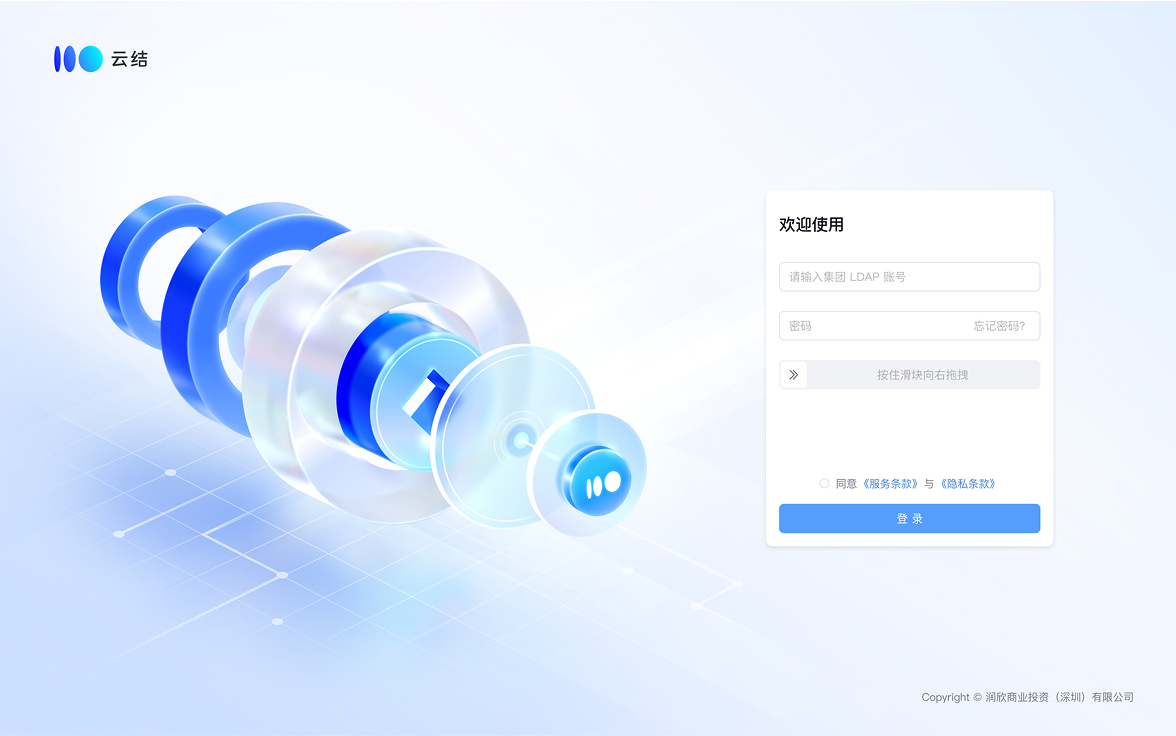 云结
欢迎使用
请输入集团 LDAP 账号
密码 忘记密码?
按住滑块向右拖拽
同意《服务条款》与《隐私条款》
登 录
Copyright © 润欣商业投资（深圳）有限公司